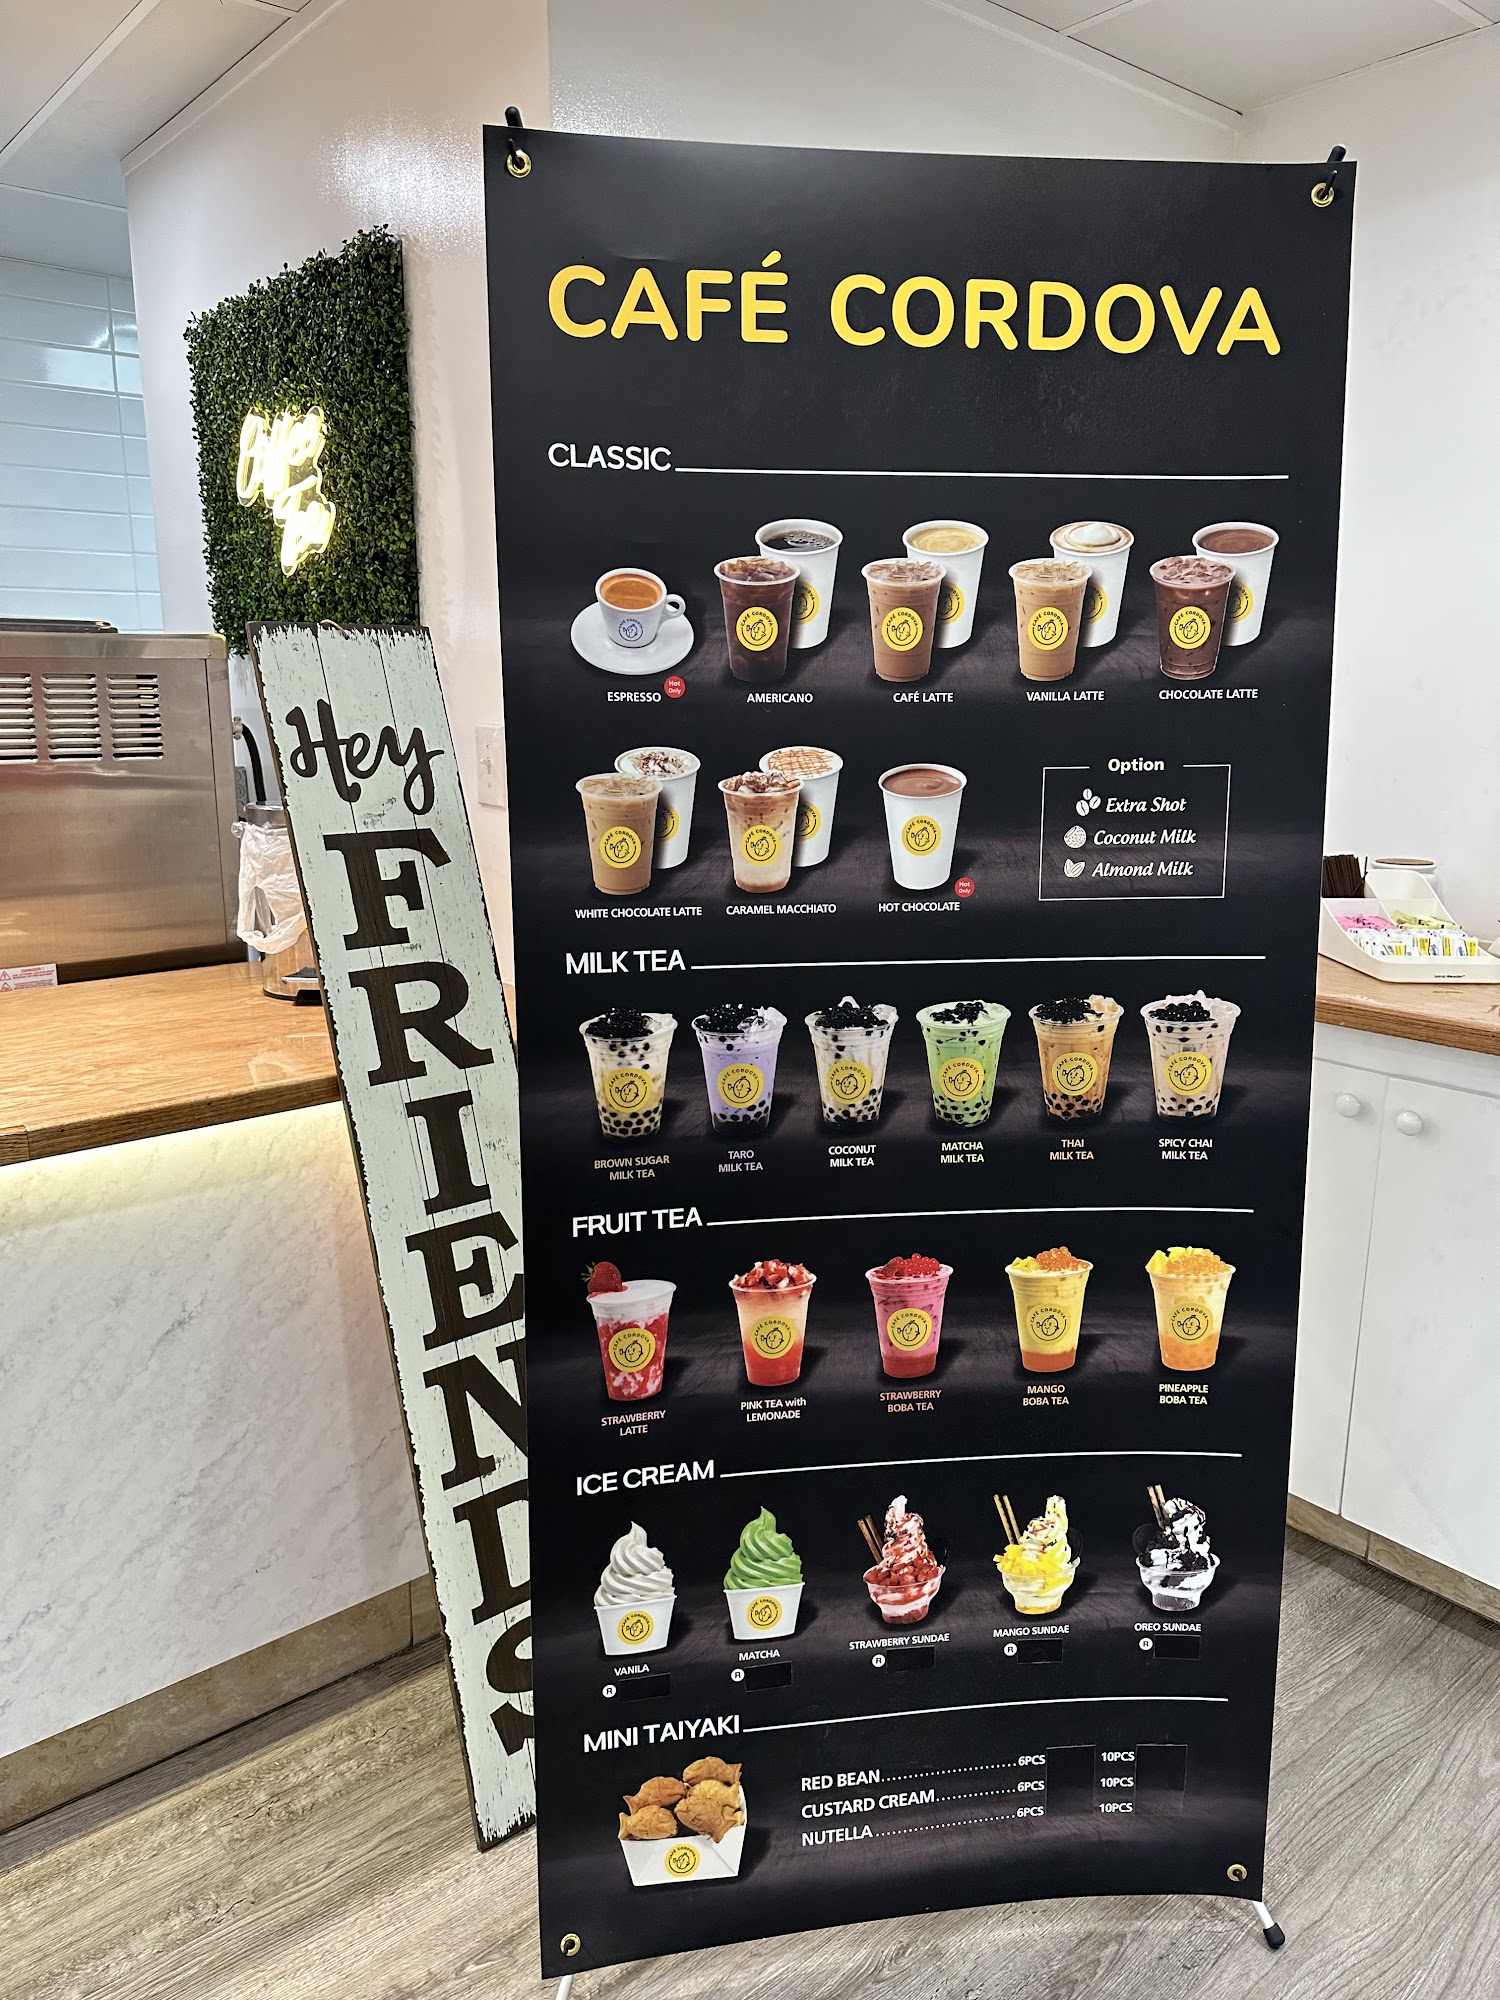 CAFÉ CORDOVA
Coffee
Tea
Hey
FRIENDS
CLASSIC
ESPRESSO
Hot
Only
AMERICANO
CAFÉ LATTE
VANILLA LATTE
CHOCOLATE LATTE
WHITE CHOCOLATE LATTE
CARAMEL MACCHIATO
HOT CHOCOLATE
Hot
Only
Option
Extra Shot
Coconut Milk
Almond Milk
MILK TEA
BROWN SUGAR
MILK TEA
TARO
MILK TEA
COCONUT
MILK TEA
MATCHA
MILK TEA
THAI
MILK TEA
SPICY CHAI
MILK TEA
FRUIT TEA
STRAWBERRY
LATTE
PINK TEA with
LEMONADE
STRAWBERRY
BOBA TEA
MANGO
BOBA TEA
PINEAPPLE
BOBA TEA
ICE CREAM
VANILA
R
MATCHA
R
STRAWBERRY SUNDAE
R
MANGO SUNDAE
R
OREO SUNDAE
R
MINI TAIYAKI
RED BEAN........................6PCS 10PCS
CUSTARD CREAM..............6PCS 10PCS
NUTELLA.........................6PCS 10PCS
DANGER